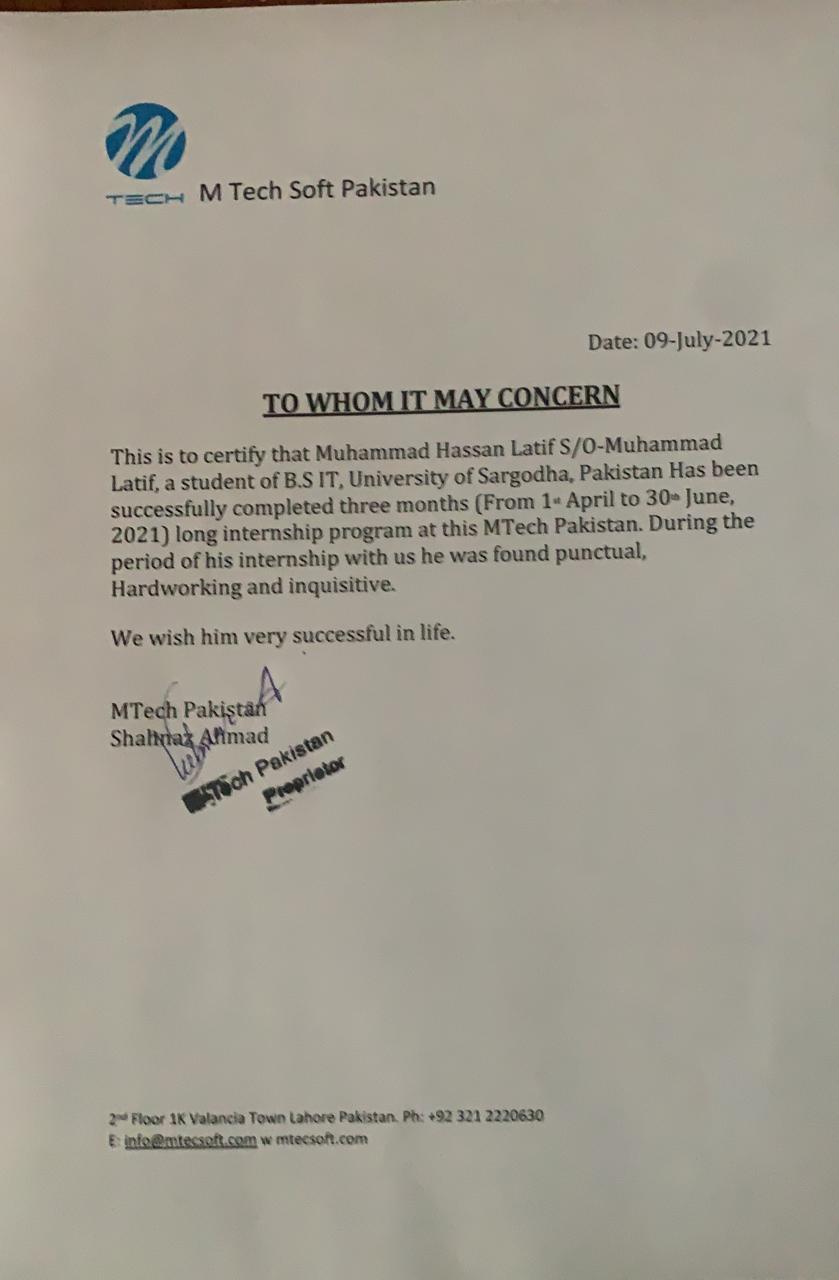 M
TECH M Tech Soft Pakistan
Date: 09-July-2021
TO WHOM IT MAY CONCERN
This is to certify that Muhammad Hassan Latif S/O-Muhammad
Latif, a student of B.S IT, University of Sargodha, Pakistan Has been
successfully completed three months (From 1st April to 30th June,
2021) long internship program at this MTech Pakistan. During the
period of his internship with us he was found punctual,
Hardworking and inquisitive.
We wish him very successful in life.
MTech Pakistan
Shahnaz Ahmad
Tech Pakistan
Proprietor
2nd Floor 1K Valancia Town Lahore Pakistan. Ph: +92 321 2220630
E: info@mtecsoft.com w mtecsoft.com